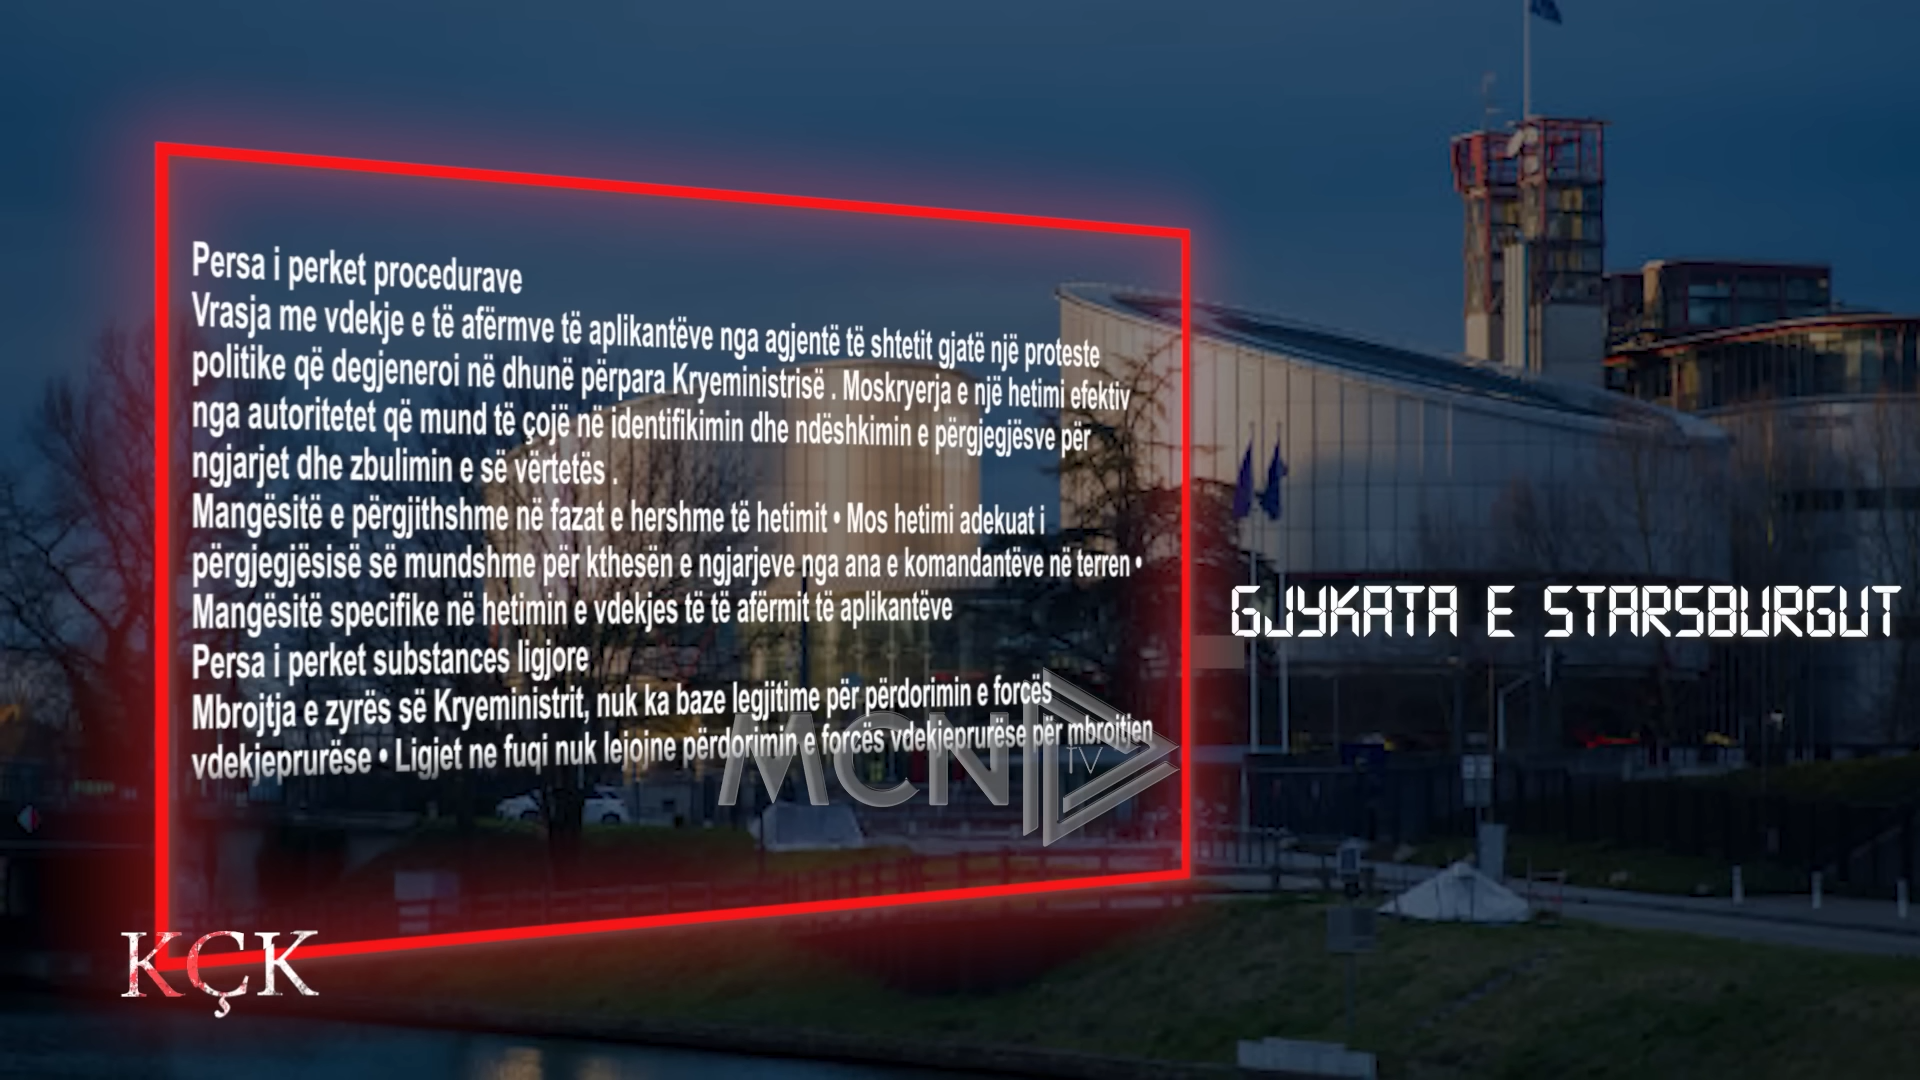 Persa i perket procedurave
Vrasja me vdekje e të afërmve të aplikantëve nga agjentë të shtetit gjatë një proteste
politike që degjeneroi në dhunë përpara Kryeministrisë . Moskryerja e një hetimi efektiv
nga autoritetet që mund të çojë në identifikimin dhe ndëshkimin e përgjegjësve për
ngjarjet dhe zbulimin e së vërtetës .
Mangësitë e përgjithshme në fazat e hershme të hetimit • Mos hetimi adekuat i
përgjegjësisë së mundshme për kthesën e ngjarjeve nga ana e komandantëve në terren •
Mangësitë specifike në hetimin e vdekjes të të afërmit të aplikantëve
Persa i perket substances ligjore
Mbrojtja e zyrës së Kryeministrit, nuk ka baze legjitime për përdorimin e forcës
vdekjeprurëse • Ligjet ne fuqi nuk lejojne përdorimin e forcës vdekjeprurëse për mbrojtjen
GJYKATA E STARSBURGUT
MCN TV
KÇK